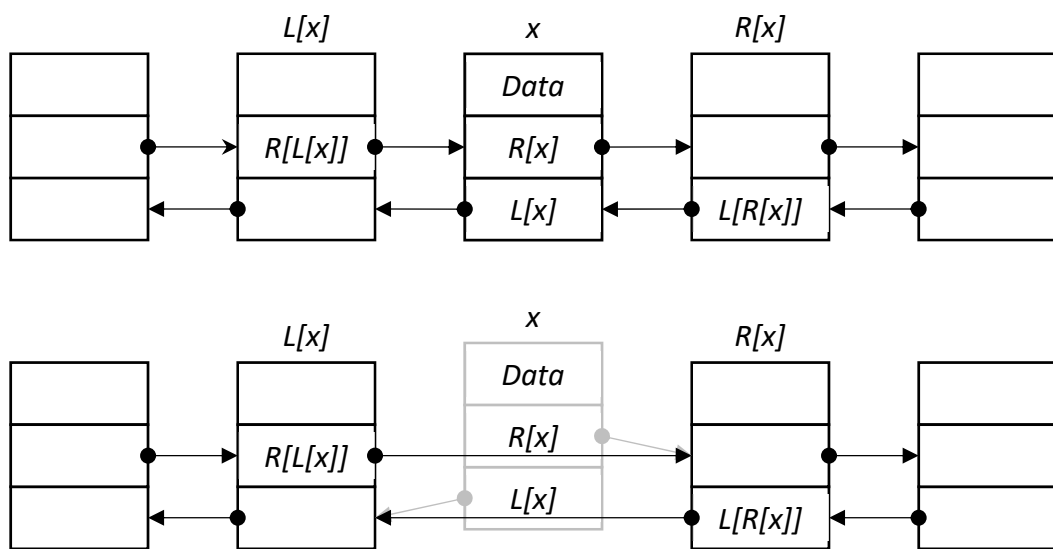 L[x] x R[x]
Data
R[L[x]] R[x]
L[x] L[R[x]]
x
L[x] R[x]
Data
R[L[x]] R[x]
L[x] L[R[x]]